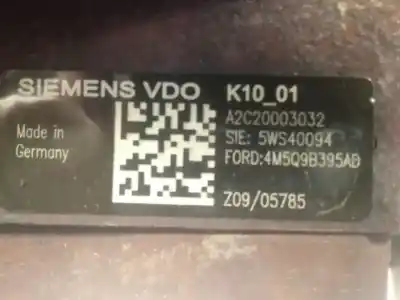 SIEMENS VDO K10_01
A2C20003032
Made in SIE: 5WS40094
Germany FORD:4M5Q9B395AD
Z09/05785